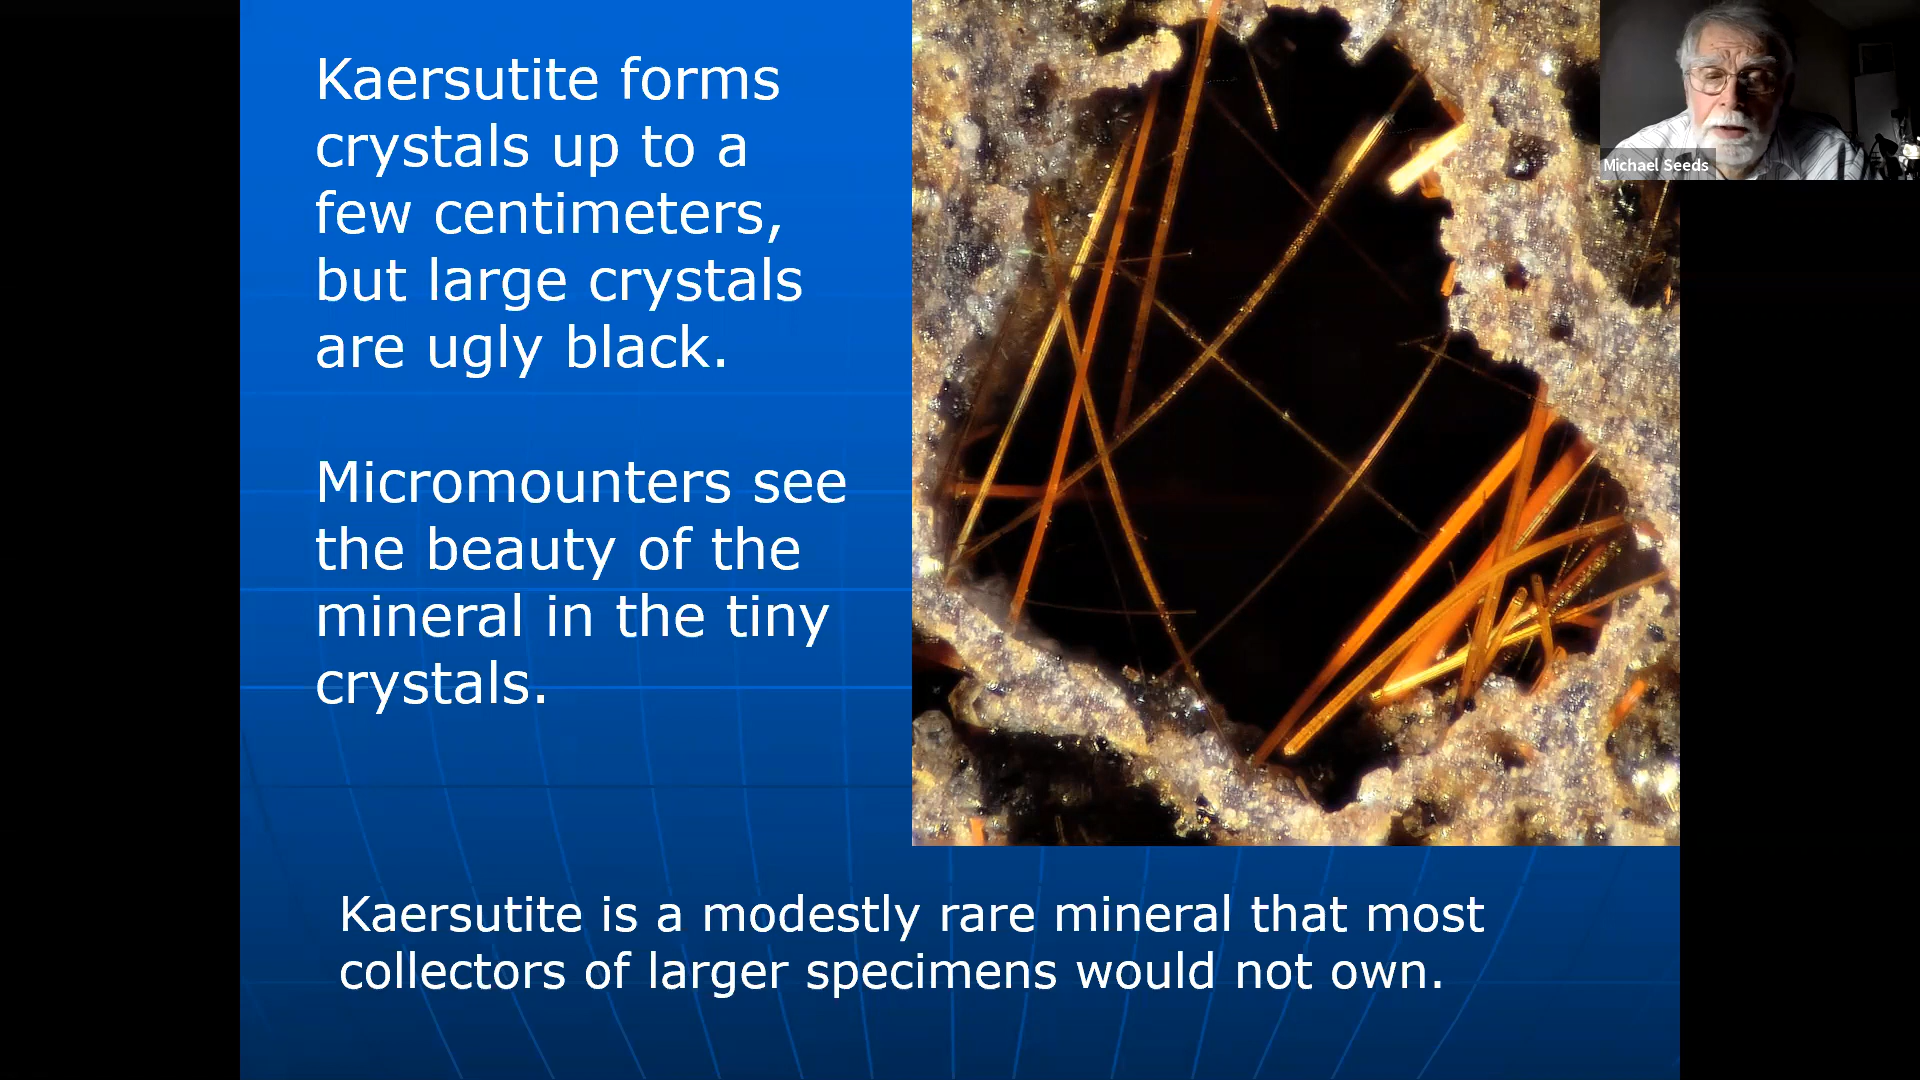 Kaersutite forms
crystals up to a
few centimeters,
but large crystals
are ugly black.
Micromounters see
the beauty of the
mineral in the tiny
crystals.
Kaersutite is a modestly rare mineral that most
collectors of larger specimens would not own.
Michael Seeds